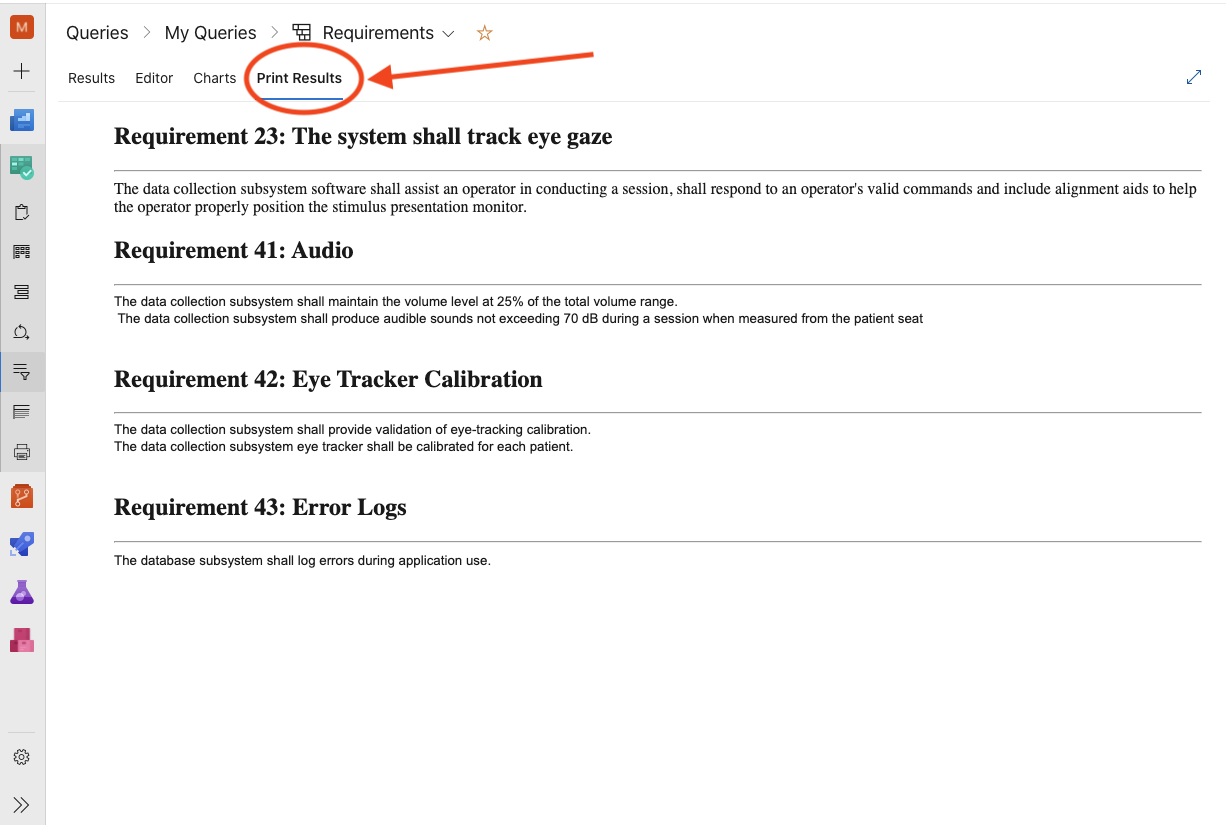 M
Queries > My Queries > Requirements
Results Editor Charts Print Results
Requirement 23: The system shall track eye gaze
The data collection subsystem software shall assist an operator in conducting a session, shall respond to an operator's valid commands and include alignment aids to help
the operator properly position the stimulus presentation monitor.
Requirement 41: Audio
The data collection subsystem shall maintain the volume level at 25% of the total volume range.
The data collection subsystem shall produce audible sounds not exceeding 70 dB during a session when measured from the patient seat
Requirement 42: Eye Tracker Calibration
The data collection subsystem shall provide validation of eye-tracking calibration.
The data collection subsystem eye tracker shall be calibrated for each patient.
Requirement 43: Error Logs
The database subsystem shall log errors during application use.